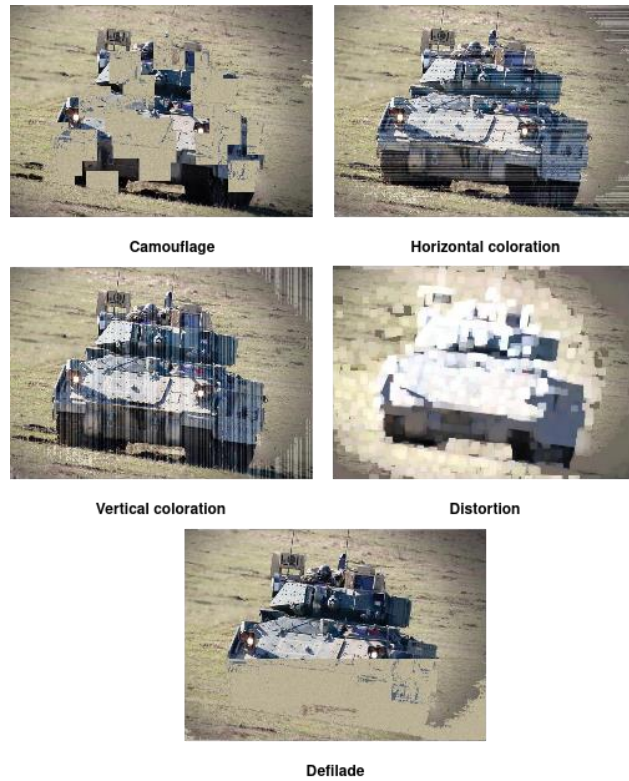 Camouflage
Horizontal coloration
Vertical coloration
Distortion
Defilade